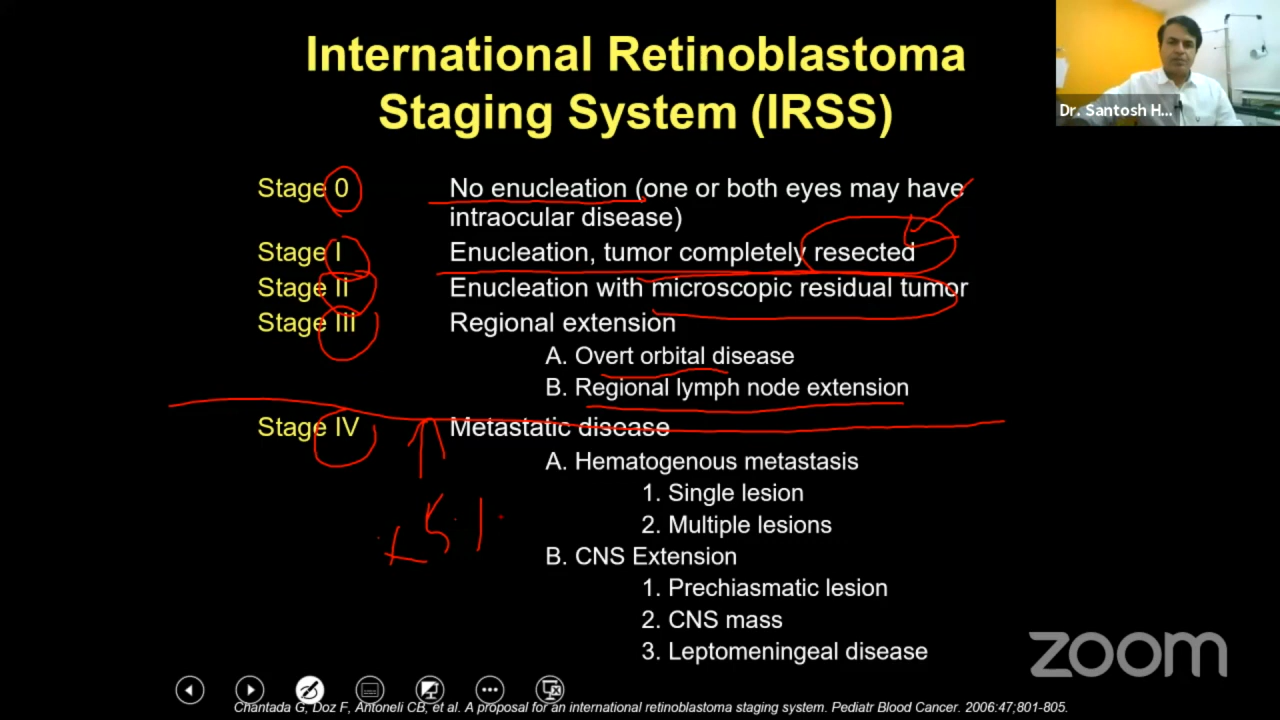 International Retinoblastoma
Staging System (IRSS)
Dr. Santosh H...
Stage 0 No enucleation (one or both eyes may have
intraocular disease)
Stage I Enucleation, tumor completely resected
Stage II Enucleation with microscopic residual tumor
Stage III Regional extension
A. Overt orbital disease
B. Regional lymph node extension
Stage IV Metastatic disease
A. Hematogenous metastasis
1. Single lesion
2. Multiple lesions
B. CNS Extension
1. Prechiasmatic lesion
2. CNS mass
3. Leptomeningeal disease
zoom
Chantada G, Doz F, Antoneli CB, et al. A proposal for an international retinoblastoma staging system. Pediatr Blood Cancer. 2006:47;801-805.